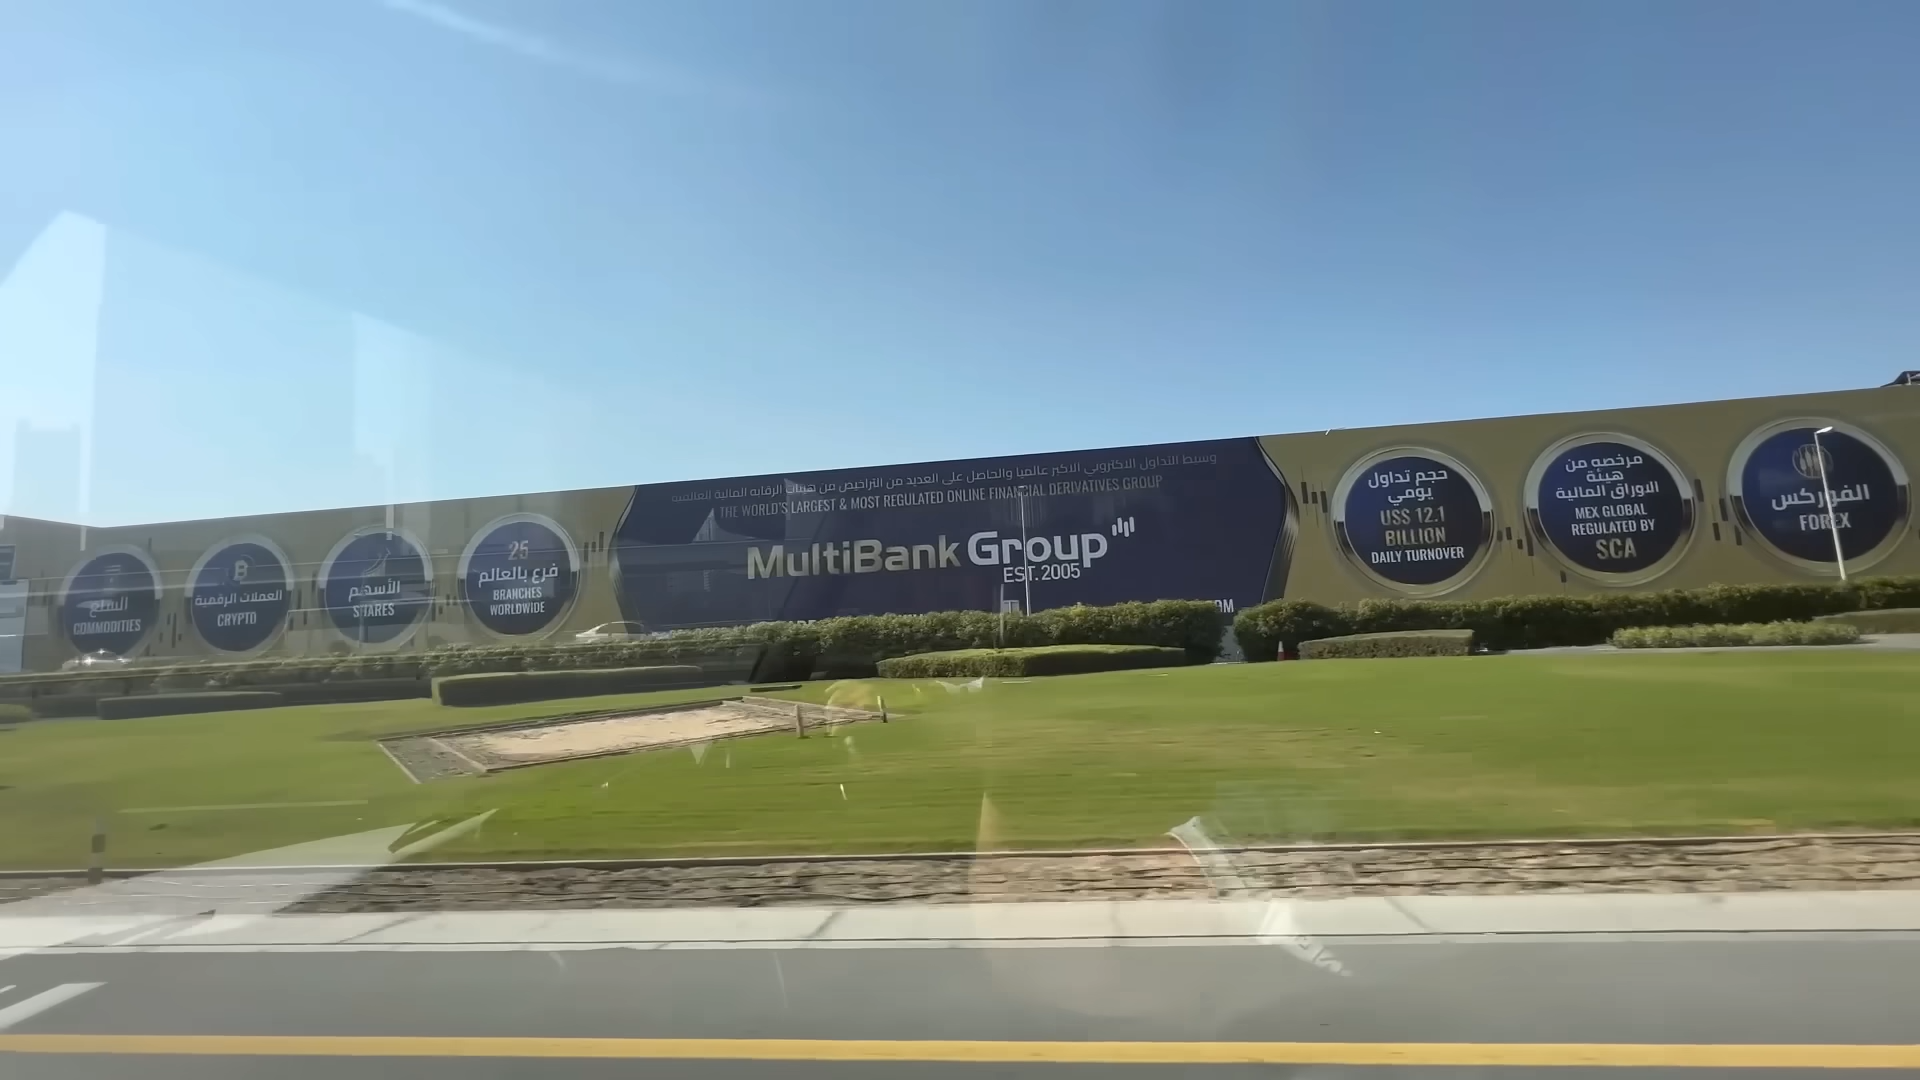 السلع
COMMODITIES
العملات الرقمية
CRYPTO
الأسهم
SHARES
25
فرع بالعالم
BRANCHES
WORLDWIDE
وسيط التداول الالكتروني الاكبر عالميا والحاصل على العديد من التراخيص من هيئات الرقابه المالية العالميه
THE WORLD'S LARGEST & MOST REGULATED ONLINE FINANCIAL DERIVATIVES GROUP
MultiBank Group
EST. 2005
حجم تداول
يومي
US$ 12.1
BILLION
DAILY TURNOVER
مرخصه من
هيئة
الاوراق المالية
MEX GLOBAL
REGULATED BY
SCA
الفوركس
FOREX